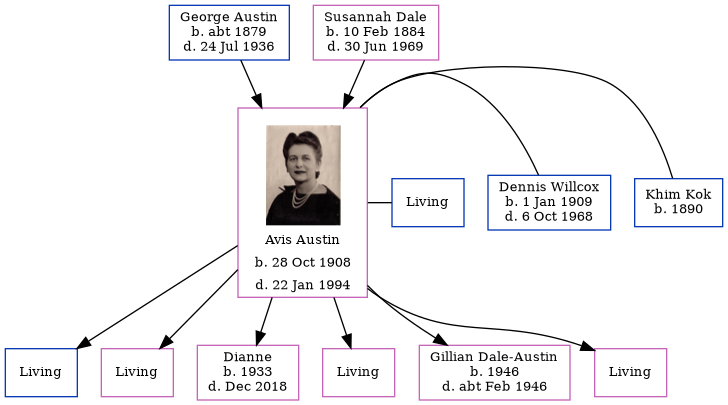 George Austin
b. abt 1879
d. 24 Jul 1936
Susannah Dale
b. 10 Feb 1884
d. 30 Jun 1969
Avis Austin
b. 28 Oct 1908
d. 22 Jan 1994
Living
Dennis Willcox
b. 1 Jan 1909
d. 6 Oct 1968
Khim Kok
b. 1890
Living
Living
Dianne
b. 1933
d. Dec 2018
Living
Gillian Dale-Austin
b. 1946
d. abt Feb 1946
Living